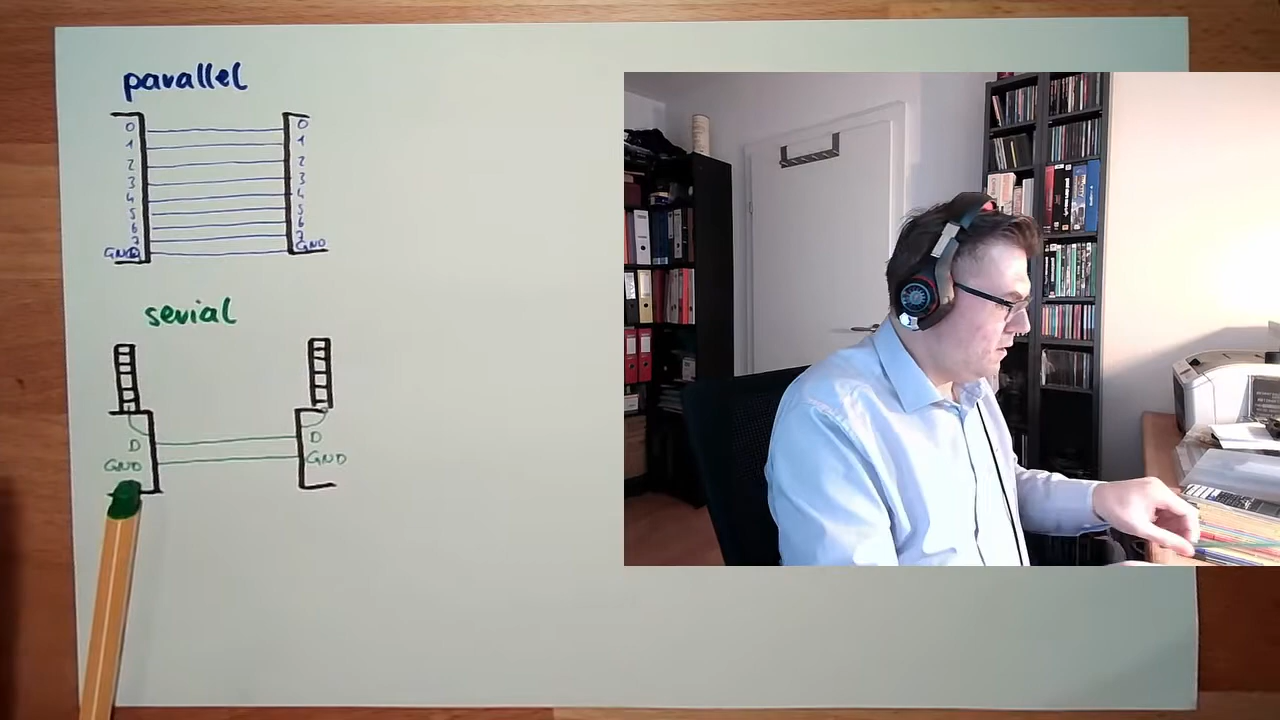 parallel
0 0
1 1
2 2
3 3
4 4
5 5
6 6
7 7
GND GND
serial
D D
GND GND